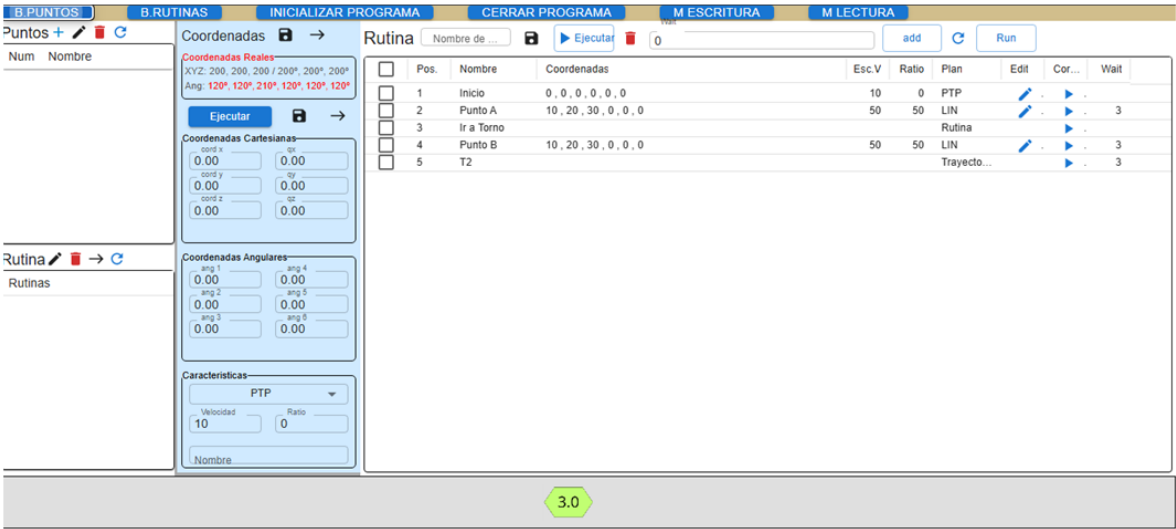 B.PUNTOS B.RUTINAS INICIALIZAR PROGRAMA CERRAR PROGRAMA M ESCRITURA M LECTURA
Puntos
Num Nombre
Rutina
Rutinas
Coordenadas
Coordenadas Reales
XYZ: 200, 200, 200 / 200º, 200º, 200º
Ang: 120º, 120º, 210º, 120º, 120º, 120º
Ejecutar
Coordenadas Cartesianas
cord x qx
0.00 0.00
cord y qy
0.00 0.00
cord z qz
0.00 0.00
Coordenadas Angulares
ang 1 ang 4
0.00 0.00
ang 2 ang 5
0.00 0.00
ang 3 ang 6
0.00 0.00
Caracteristicas
PTP
Velocidad Ratio
10 0
Nombre
Rutina Nombre de ... Ejecutar Wait 0 add Run
Pos. Nombre Coordenadas Esc.V Ratio Plan Edit Cor... Wait
1 Inicio 0 , 0 , 0 , 0 , 0 , 0 10 0 PTP . .
2 Punto A 10 , 20 , 30 , 0 , 0 , 0 50 50 LIN . . 3
3 Ir a Torno Rutina .
4 Punto B 10 , 20 , 30 , 0 , 0 , 0 50 50 LIN . . 3
5 T2 Trayecto... . 3
3.0